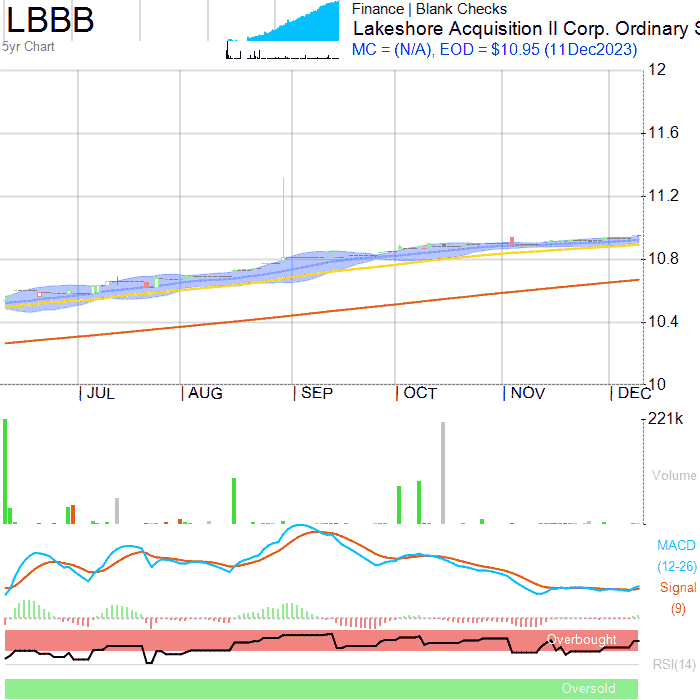 LBBB
5yr Chart
Finance | Blank Checks
Lakeshore Acquisition II Corp. Ordinary S
MC = (N/A), EOD = $10.95 (11Dec2023)
12
11.6
11.2
10.8
10.4
10
JUL AUG SEP OCT NOV DEC
221k
Volume
MACD
(12-26)
Signal
(9)
Overbought
RSI(14)
Oversold